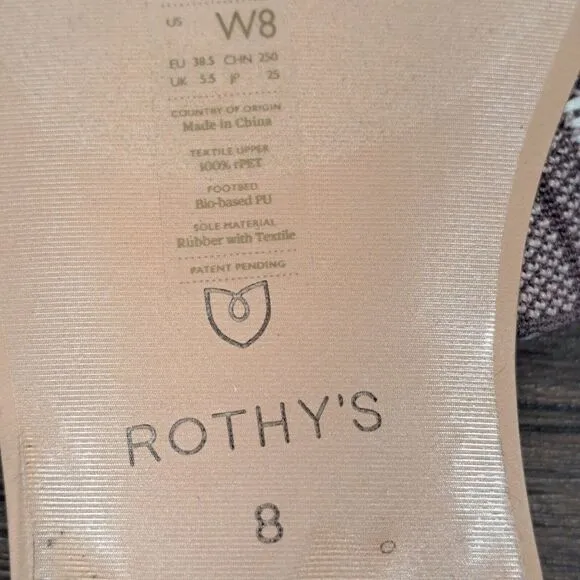 US W8
EU 38.5 CHN 250
UK 5.5 JP 25
COUNTRY OF ORIGIN
Made in China
TEXTILE UPPER
100% rPET
FOOTBED
Bio-based PU
SOLE MATERIAL
Rubber with Textile
PATENT PENDING
ROTHY'S
8